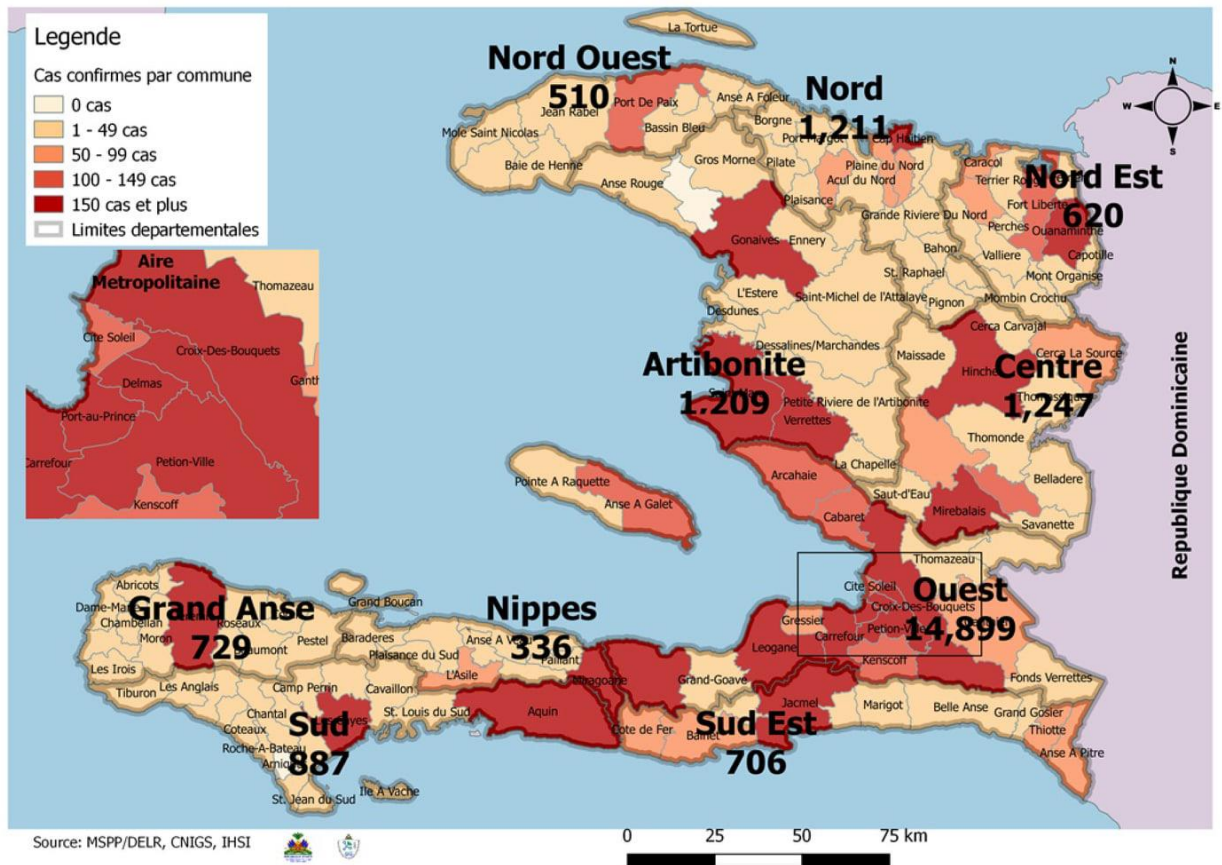 Legende
Cas confirmes par commune
0 cas
1 - 49 cas
50 - 99 cas
100 - 149 cas
150 cas et plus
Limites departementales
Aire
Metropolitaine
Thomazeau
Cite Soleil
Croix-Des-Bouquets
Delmas
Ganth
Port-au-Prince
Carrefour
Petion-Ville
Kenscoff
N
W
E
S
La Tortue
Nord Ouest
510
Port De Paix
Jean Rabel
Anse A Foleur
Bassin Bleu
Mole Saint Nicolas
Baie de Henne
Nord
1,211
Borgne
Port Margot
Cap Haitien
Gros Morne
Pilate
Plaine du Nord
Acul du Nord
Anse Rouge
Plaisance
Caracol
Terrier Rouge
Nord Est
620
Fort Liberte
Grande Riviere Du Nord
Perches
Ouanaminthe
Gonaives
Ennery
Bahon
Valliere
Capotille
St. Raphael
Mont Organise
L'Estere
Saint-Michel de l'Attalaye
Pignon
Mombin Crochu
Desdunes
Cerca Carvajal
Dessalines/Marchandes
Maissade
Cerca La Source
Artibonite
1.209
Hinche
Centre
1,247
Petite Riviere de l'Artibonite
Verrettes
Thomonde
La Chapelle
Arcahaie
Belladere
Pointe A Raquette
Saut-d'Eau
Anse A Galet
Cabaret
Mirebalais
Savanette
Republique Dominicaine
Thomazeau
Abricots
Cite Soleil
Ouest
14,899
Grand Boucan
Croix-Des-Bouquets
Dame-Marie
Grand Anse
729
Chambellan
Roseaux
Nippes
336
Gressier
Petion-Ville
Moron
Pestel
Baraderes
Anse A Veau
Carrefour
Beaumont
Plaisance du Sud
Paillant
Leogane
Kenscoff
Les Irois
L'Asile
Miragoane
Grand-Goave
Fonds Verrettes
Tiburon
Les Anglais
Camp Perrin
Cavaillon
St. Louis du Sud
Aquin
Jacmel
Marigot
Belle Anse
Grand Gosier
Chantal
Les Cayes
Sud
887
Coteaux
Cote de Fer
Bainet
Sud Est
706
Thiotte
Roche-A-Bateau
Anse A Pitre
St. Jean du Sud
Ile A Vache
Source: MSPP/DELR, CNIGS, IHSI
0 25 50 75 km